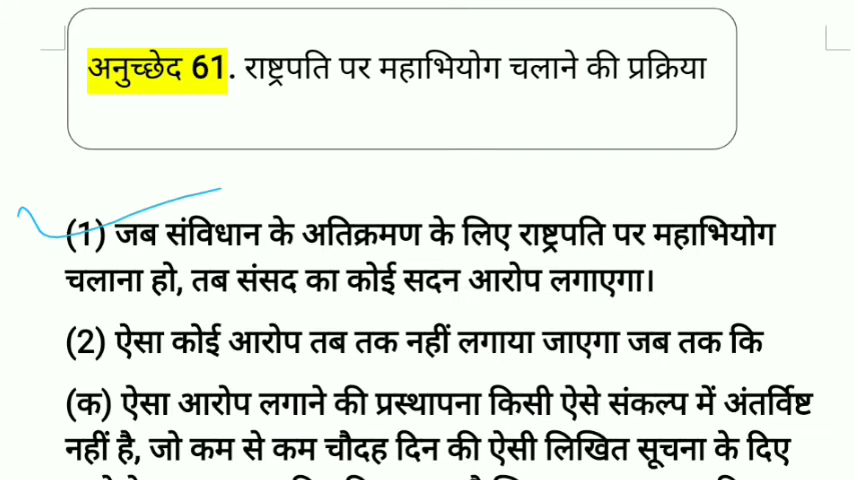 अनुच्छेद 61. राष्ट्रपति पर महाभियोग चलाने की प्रक्रिया
(1) जब संविधान के अतिक्रमण के लिए राष्ट्रपति पर महाभियोग
चलाना हो, तब संसद का कोई सदन आरोप लगाएगा।
(2) ऐसा कोई आरोप तब तक नहीं लगाया जाएगा जब तक कि
(क) ऐसा आरोप लगाने की प्रस्थापना किसी ऐसे संकल्प में अंतर्विष्ट
नहीं है, जो कम से कम चौदह दिन की ऐसी लिखित सूचना के दिए